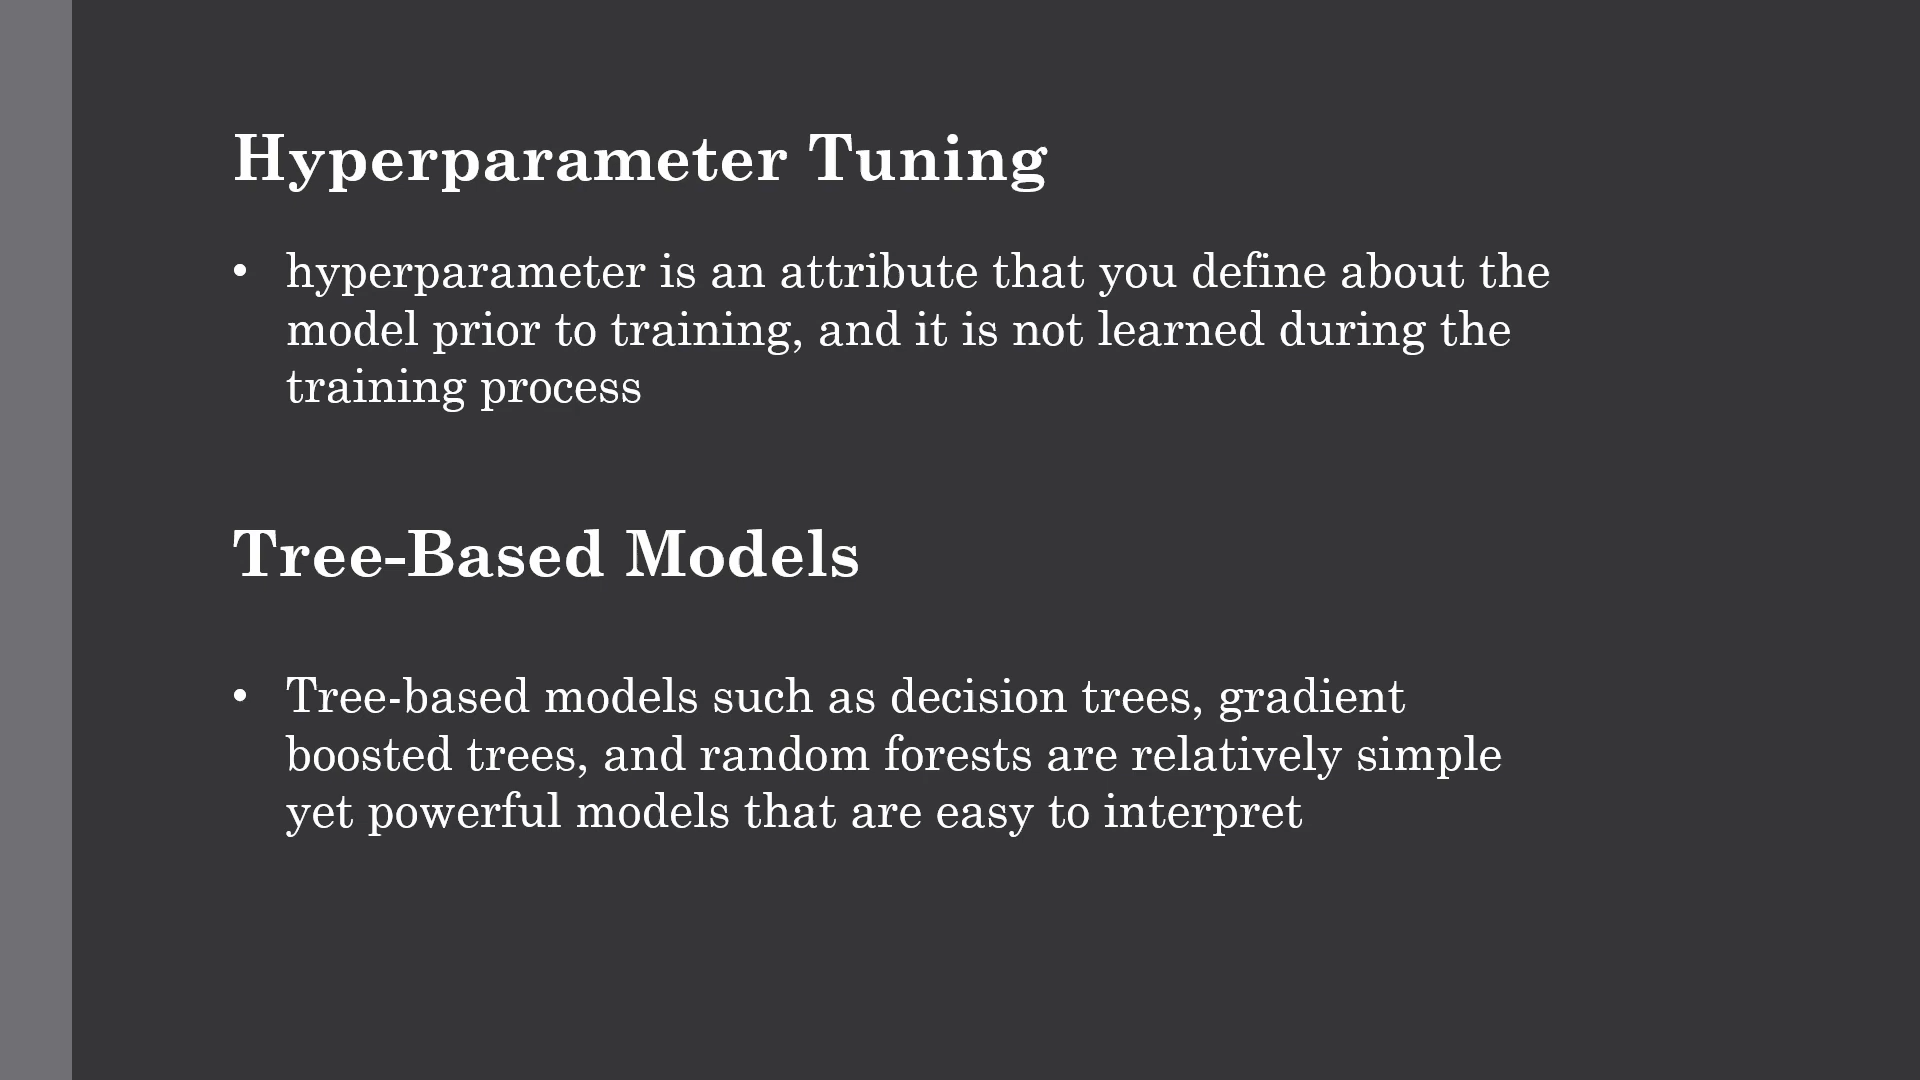 Hyperparameter Tuning
• hyperparameter is an attribute that you define about the
model prior to training, and it is not learned during the
training process
Tree-Based Models
• Tree-based models such as decision trees, gradient
boosted trees, and random forests are relatively simple
yet powerful models that are easy to interpret